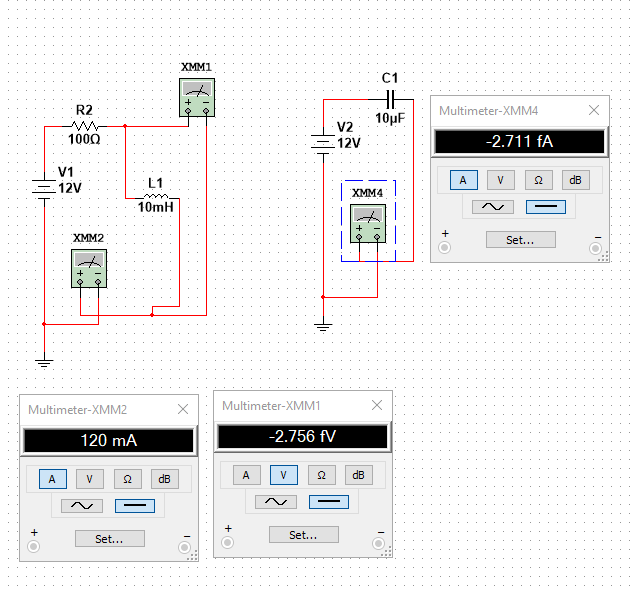 XMM1
R2
100Ω
V1
12V
L1
10mH
XMM2
C1
10µF
V2
12V
XMM4
+ −
+ −
+ −
Multimeter-XMM4
-2.711 fA
A V Ω dB
Set...
+ −
Multimeter-XMM2
120 mA
A V Ω dB
Set...
+ −
Multimeter-XMM1
-2.756 fV
A V Ω dB
Set...
+ −